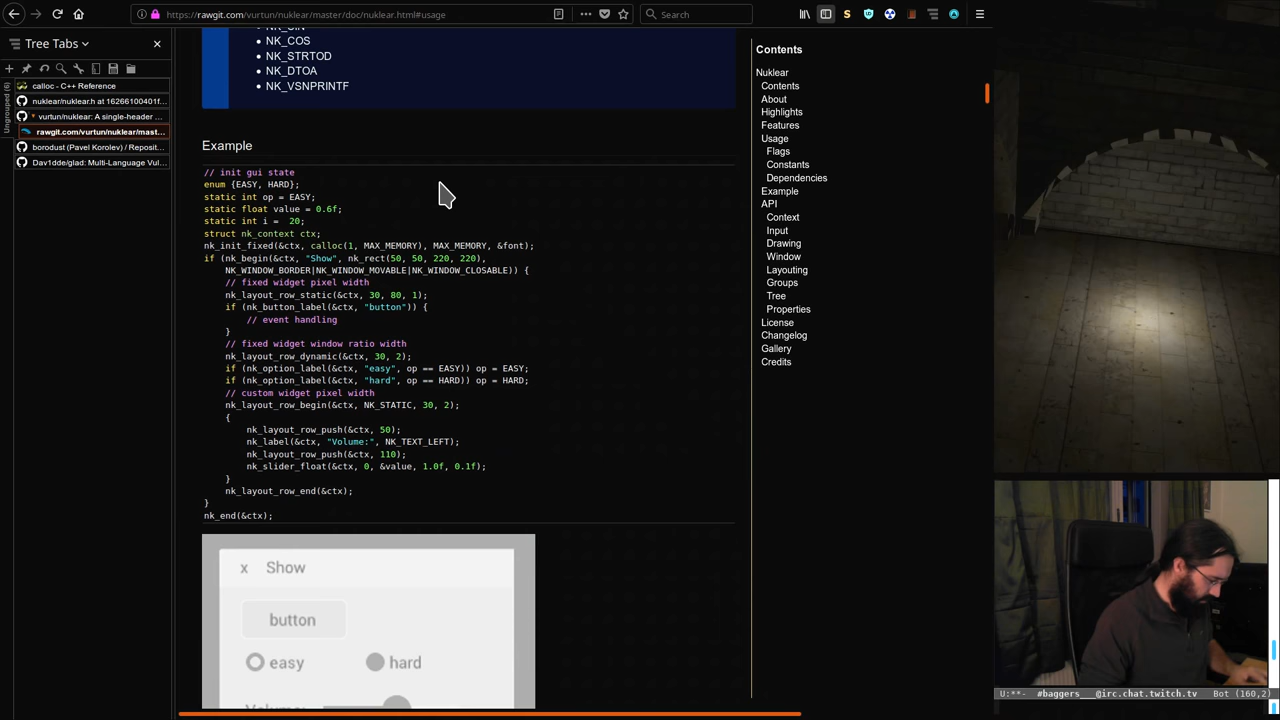 https://rawgit.com/vurtun/nuklear/master/doc/nuklear.html#usage
Search
Tree Tabs
Ungrouped (6)
calloc - C++ Reference
nuklear/nuklear.h at 16266100401f...
vurtun/nuklear: A single-header ...
rawgit.com/vurtun/nuklear/mast...
borodust (Pavel Korolev) / Reposit...
Dav1dde/glad: Multi-Language Vul...
NK_SIN
NK_COS
NK_STRTOD
NK_DTOA
NK_VSNPRINTF
Example
// init gui state
enum {EASY, HARD};
static int op = EASY;
static float value = 0.6f;
static int i =  20;
struct nk_context ctx;
nk_init_fixed(&ctx, calloc(1, MAX_MEMORY), MAX_MEMORY, &font);
if (nk_begin(&ctx, "Show", nk_rect(50, 50, 220, 220),
NK_WINDOW_BORDER|NK_WINDOW_MOVABLE|NK_WINDOW_CLOSABLE)) {
// fixed widget pixel width
nk_layout_row_static(&ctx, 30, 80, 1);
if (nk_button_label(&ctx, "button")) {
// event handling
}
// fixed widget window ratio width
nk_layout_row_dynamic(&ctx, 30, 2);
if (nk_option_label(&ctx, "easy", op == EASY)) op = EASY;
if (nk_option_label(&ctx, "hard", op == HARD)) op = HARD;
// custom widget pixel width
nk_layout_row_begin(&ctx, NK_STATIC, 30, 2);
{
nk_layout_row_push(&ctx, 50);
nk_label(&ctx, "Volume:", NK_TEXT_LEFT);
nk_layout_row_push(&ctx, 110);
nk_slider_float(&ctx, 0, &value, 1.0f, 0.1f);
}
nk_layout_row_end(&ctx);
}
nk_end(&ctx);
x Show
button
easy hard
Volume:
Contents
Nuklear
Contents
About
Highlights
Features
Usage
Flags
Constants
Dependencies
Example
API
Context
Input
Drawing
Window
Layouting
Groups
Tree
Properties
License
Changelog
Gallery
Credits
U:**- #baggers___@irc.chat.twitch.tv Bot (160,2)